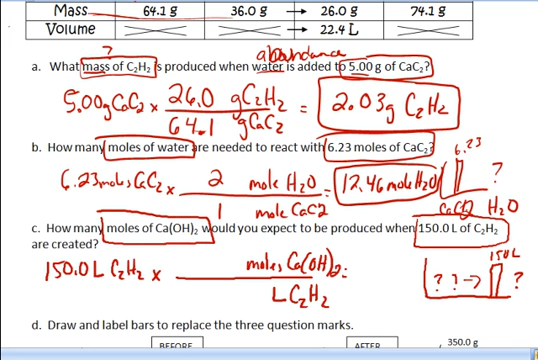 Mass 64.1 g 36.0 g → 26.0 g 74.1 g
Volume → 22.4 L
?
abundance
a. What mass of C₂H₂ is produced when water is added to 5.00 g of CaC₂?
5.00g CaC₂ × 26.0 g C₂H₂ / 64.1 g CaC₂ = 2.03g C₂H₂
b. How many moles of water are needed to react with 6.23 moles of CaC₂?
6.23 moles CaC₂ × 2 mole H₂O / 1 mole CaC2 = 12.46 mole H₂O
6.23 ?
CaC2 H₂O
c. How many moles of Ca(OH)₂ would you expect to be produced when 150.0 L of C₂H₂
are created?
150.0 L C₂H₂ × moles Ca(OH)₂ / L C₂H₂ =
150 L
? ? → ?
d. Draw and label bars to replace the three question marks.
BEFORE AFTER 350.0 g